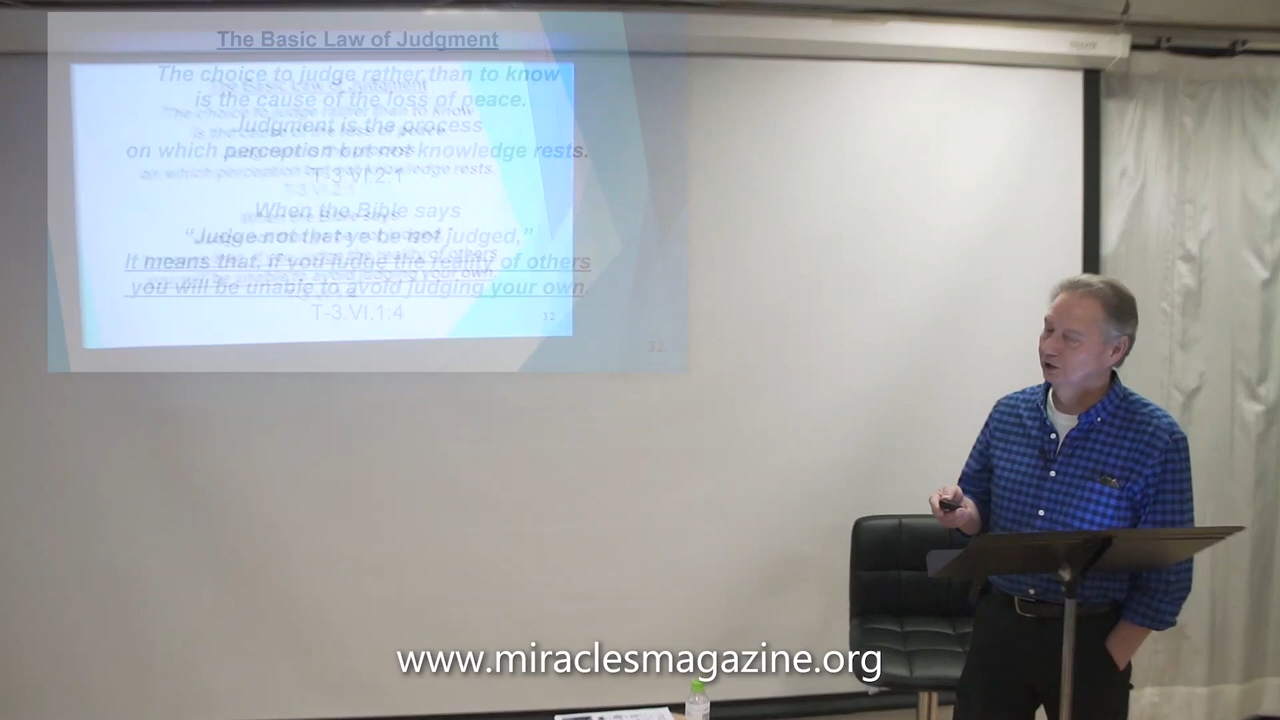 The Basic Law of Judgment
The choice to judge rather than to know
is the cause of the loss of peace.
Judgment is the process
on which perception but not knowledge rests.
T-3.VI.2:1
When the Bible says
“Judge not that ye be not judged,”
It means that, if you judge the reality of others
you will be unable to avoid judging your own
T-3.VI.1:4
32
32
www.miraclesmagazine.org